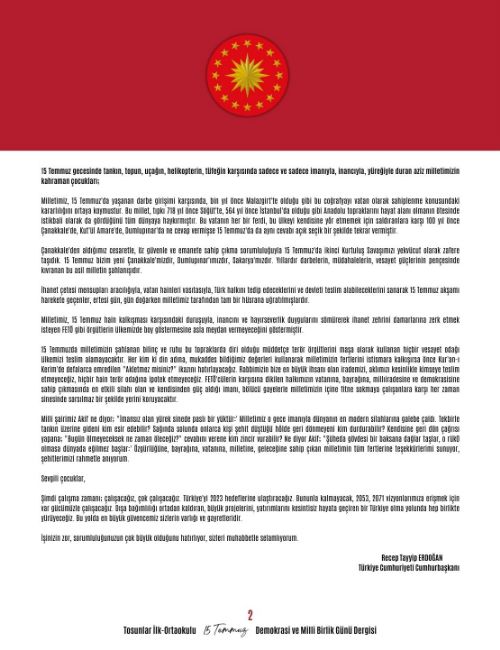 15 Temmuz gecesinde tankın, topun, uçağın, helikopterin, tüfeğin karşısında sadece ve sadece imanıyla, inancıyla, yüreğiyle duran aziz milletimizin
kahraman çocukları;
Milletimiz, 15 Temmuz'da yaşanan darbe girişimi karşısında, bin yıl önce Malazgirt'te olduğu gibi bu coğrafyayı vatan olarak sahiplenme konusundaki
kararlılığını ortaya koymuştur. Bu millet, tıpkı 718 yıl önce Söğüt'te, 564 yıl önce İstanbul'da olduğu gibi Anadolu topraklarını hayat alanı olmanın ötesinde
istikbali olarak da gördüğünü tüm dünyaya haykırmıştır. Bu vatanın her bir ferdi, bu ülkeyi kendisine yâr etmemek için saldıranlara karşı 100 yıl önce
Çanakkale'de, Kut'ül Amare'de, Dumlupınar'da ne cevap vermişse 15 Temmuz'da da aynı cevabı açık seçik bir şekilde tekrar vermiştir.
Çanakkale'den aldığımız cesaretle, öz güvenle ve emanete sahip çıkma sorumluluğuyla 15 Temmuz'da ikinci Kurtuluş Savaşımızı yekvücut olarak zafere
taşıdık. 15 Temmuz bizim yeni Çanakkale'mizdir, Dumlupınar'ımızdır, Sakarya'mızdır. Yıllardır darbelerin, müdahalelerin, vesayet güçlerinin pençesinde
kıvranan bu asil milletin şahlanışıdır.
İhanet çetesi mensupları aracılığıyla, vatan hainleri vasıtasıyla, Türk halkını tedip edeceklerini ve devleti teslim alabileceklerini sanarak 15 Temmuz akşamı
harekete geçenler, ertesi gün, gün doğarken milletimiz tarafından tam bir hüsrana uğratılmışlardır.
Milletimiz, 15 Temmuz hain kalkışması karşısındaki duruşuyla, inancını ve hayırseverlik duygularını sömürerek ihanet zehrini damarlarına zerk etmek
isteyen FETÖ gibi örgütlerin ülkemizde boy göstermesine asla meydan vermeyeceğini göstermiştir.
15 Temmuzda milletimizin şahlanan bilinç ve ruhu bu topraklarda diri olduğu müddetçe terör örgütlerini maşa olarak kullanan hiçbir vesayet odağı
ülkemizi teslim alamayacaktır. Her kim ki din adına, mukaddes bildiğimiz değerleri kullanarak milletimizin fertlerini istismara kalkışırsa önce Kur'an-ı
Kerim'de defalarca emredilen "Akletmez misiniz?" ikazını hatırlayacağız. Rabbimizin bize en büyük ihsanı olan irademizi, aklımızı kesinlikle kimseye teslim
etmeyeceğiz, hiçbir hain terör odağına ipotek etmeyeceğiz. FETÖ'cülerin karşısına dikilen halkımızın vatanına, bayrağına, milliiradesine ve demokrasisine
sahip çıkmasında en etkili silahı olan ve kendisinden güç aldığı imanı, bölücü gayelerle milletimizin içine fitne sokmaya çalışanlara karşı her zaman
sinesinde sarsılmaz bir şekilde yerini koruyacaktır.
Milli şairimiz Akif ne diyor: "İmansız olan yürek sinede paslı bir yüktür:' Milletimiz o gece imanıyla dünyanın en modern silahlarına galebe çaldı. Tekbirle
tankın üzerine gideni kim esir edebilir? Sağında solunda onlarca kişi şehit düştüğü hâlde geri dönmeyeni kim durdurabilir? Kendisine geri dön çağrısı
yapana; "Bugün ölmeyeceksek ne zaman öleceğiz?" cevabını verene kim zincir vurabilir? Ne diyor Akif; "Şüheda gövdesi bir baksana dağlar taşlar, o rükû
olmasa dünyada eğilmez başlar:' Özgürlüğüne, bayrağına, vatanına, milletine, geleceğine sahip çıkan milletimin tüm fertlerine teşekkürlerimi sunuyor,
şehitlerimizi rahmetle anıyorum.
Sevgili çocuklar,
Şimdi çalışma zamanı; çalışacağız, çok çalışacağız. Türkiye'yi 2023 hedeflerine ulaştıracağız. Bununla kalmayacak, 2053, 2071 vizyonlarımıza erişmek için
var gücümüzle çalışacağız. Dışa bağımlılığı ortadan kaldıran, büyük projelerini, yatırımlarını kesintisiz hayata geçiren bir Türkiye olma yolunda hep birlikte
yürüyeceğiz. Bu yolda en büyük güvencemiz sizlerin varlığı ve gayretleridir.
İşinizin zor, sorumluluğunuzun çok büyük olduğunu hatırlıyor, sizleri muhabbetle selamlıyorum.
Recep Tayyip ERDOĞAN
Türkiye Cumhuriyeti Cumhurbaşkanı
2
Tosunlar İlk-Ortaokulu 15 Temmuz Demokrasi ve Milli Birlik Günü Dergisi